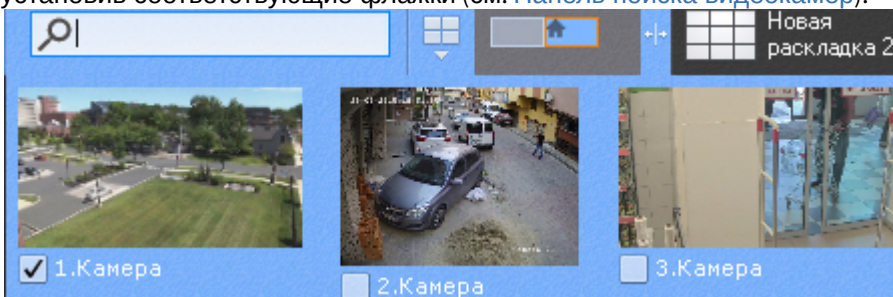 установив соответствующие флажки (см. Панель поиска видеокамер).
Новая
раскладка 2
1.Камера
2.Камера
3.Камера